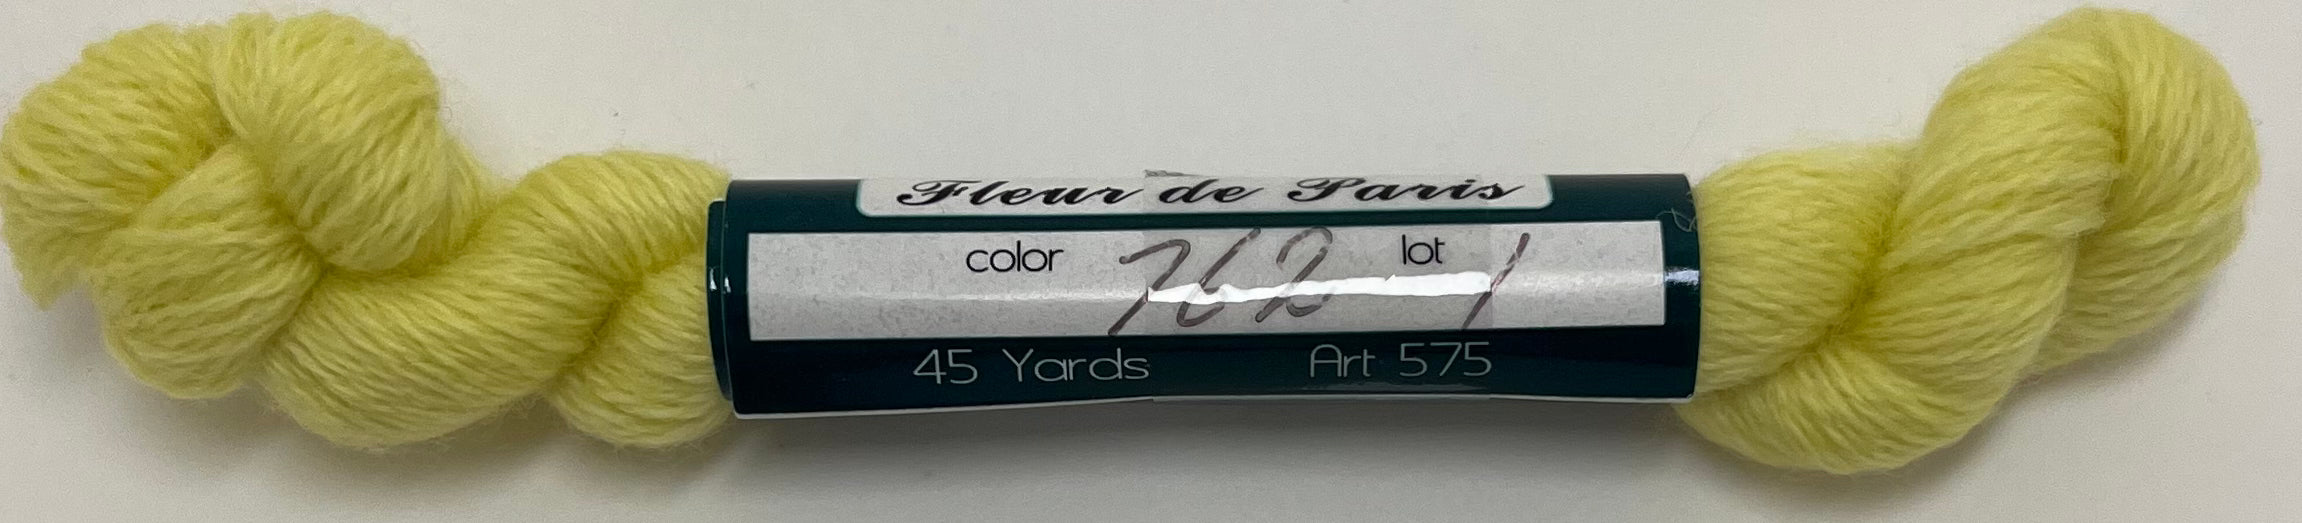 Fleur de Paris
color 762 lot 1
45 Yards Art 575